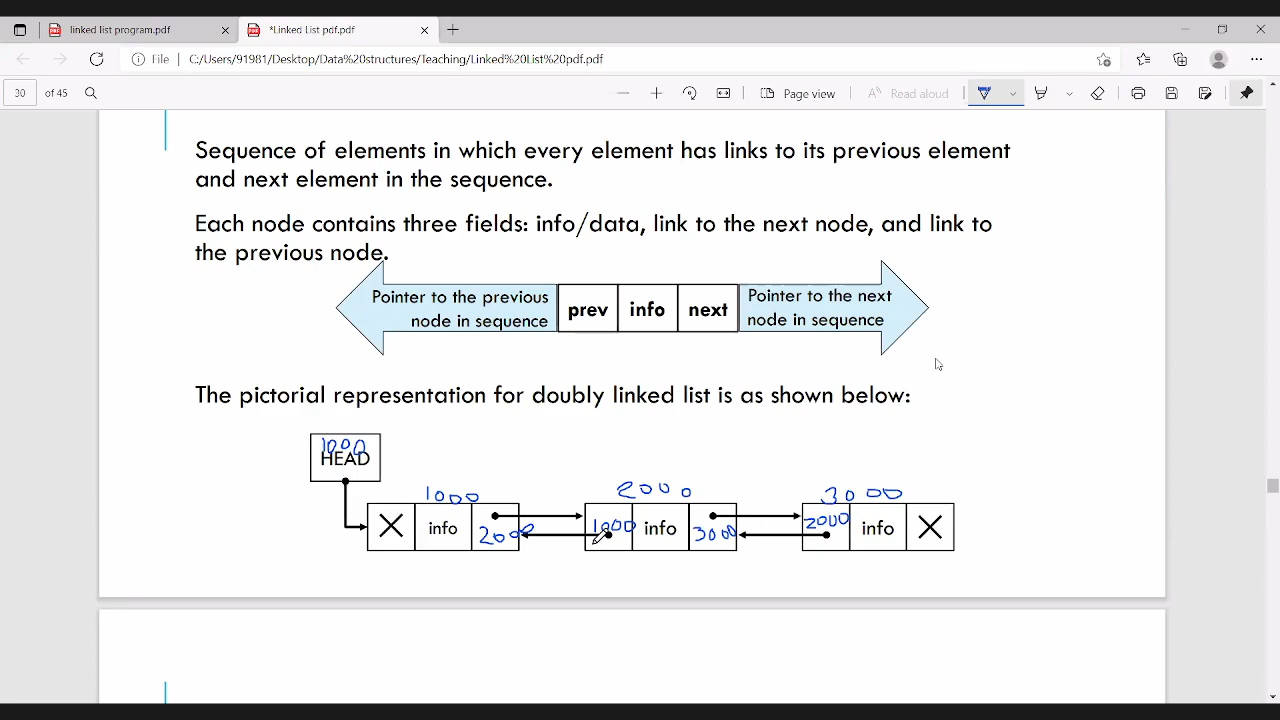 linked list program.pdf
*Linked List pdf.pdf
File
C:/Users/91981/Desktop/Data%20structures/Teaching/Linked%20List%20pdf.pdf
30 of 45
Page view
Read aloud
Sequence of elements in which every element has links to its previous element
and next element in the sequence.
Each node contains three fields: info/data, link to the next node, and link to
the previous node.
Pointer to the previous
node in sequence
prev info next
Pointer to the next
node in sequence
The pictorial representation for doubly linked list is as shown below:
1000
HEAD
1000 2000 3000
info 2000 1000 info 3000 2000 info